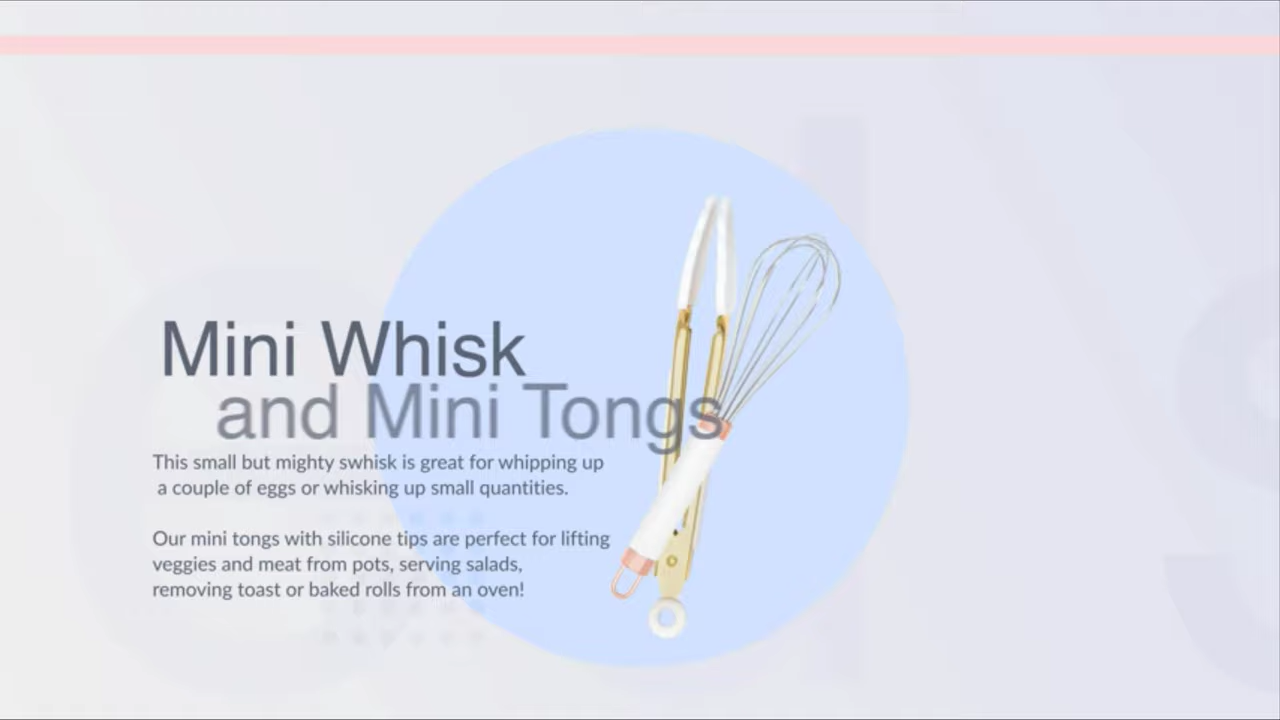 Mini Whisk
and Mini Tongs
This small but mighty swhisk is great for whipping up
a couple of eggs or whisking up small quantities.
Our mini tongs with silicone tips are perfect for lifting
veggies and meat from pots, serving salads,
removing toast or baked rolls from an oven!